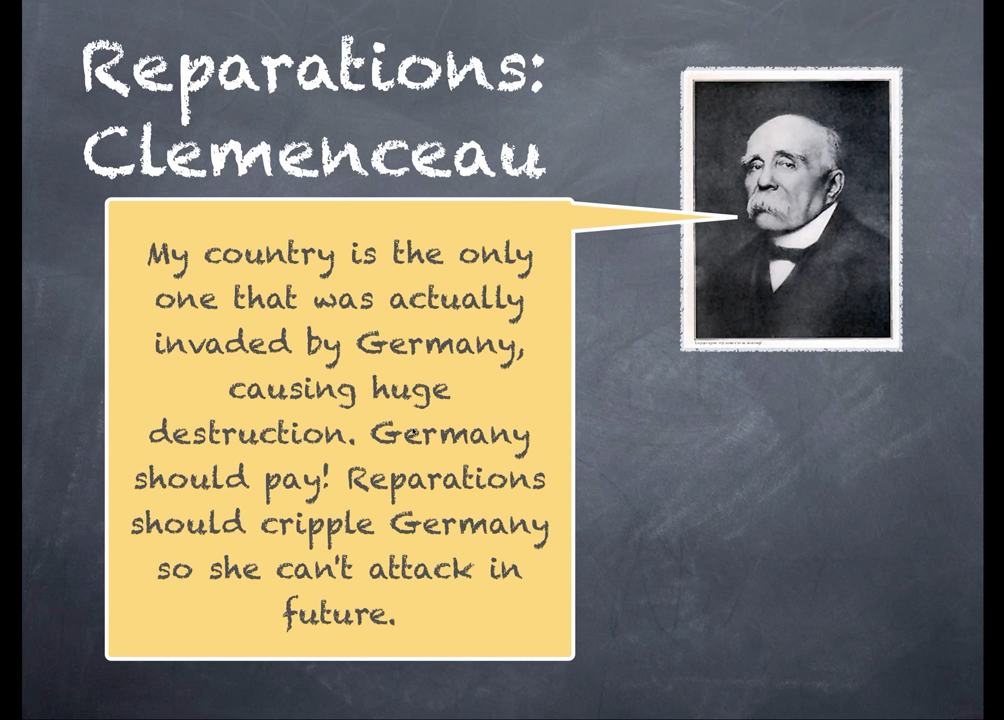 Reparations:
Clemenceau
My country is the only
one that was actually
invaded by Germany,
causing huge
destruction. Germany
should pay! Reparations
should cripple Germany
so she can't attack in
future.